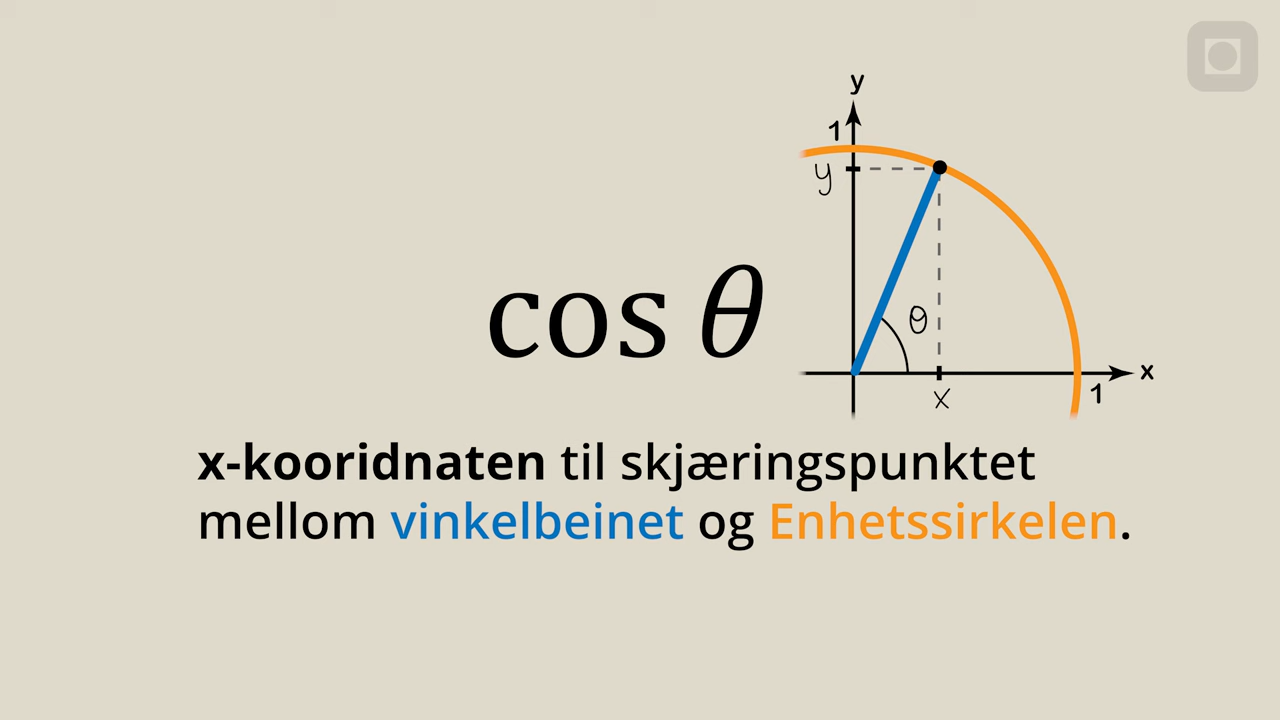 y
1
y
cos θ
θ
x
x
1
x-kooridnaten til skjæringspunktet
mellom vinkelbeinet og Enhetssirkelen.